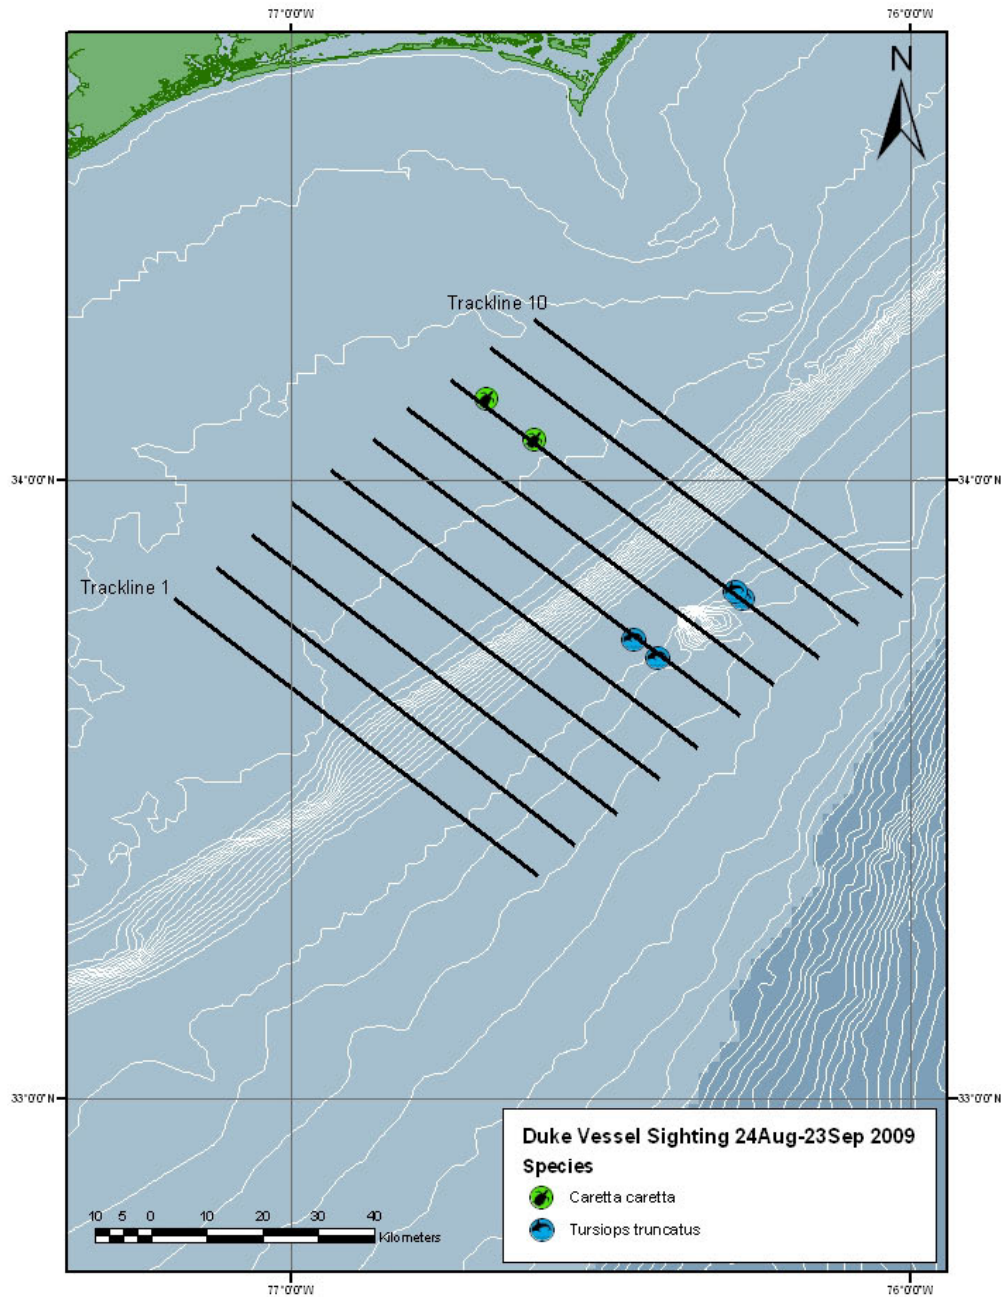 77°0'0"W 76°0'0"W
N
Trackline 10
34°0'0"N 34°0'0"N
Trackline 1
33°0'0"N 33°0'0"N
Duke Vessel Sighting 24Aug-23Sep 2009
Species
Caretta caretta
Tursiops truncatus
10 5 0 10 20 30 40
Kilometers
77°0'0"W 76°0'0"W